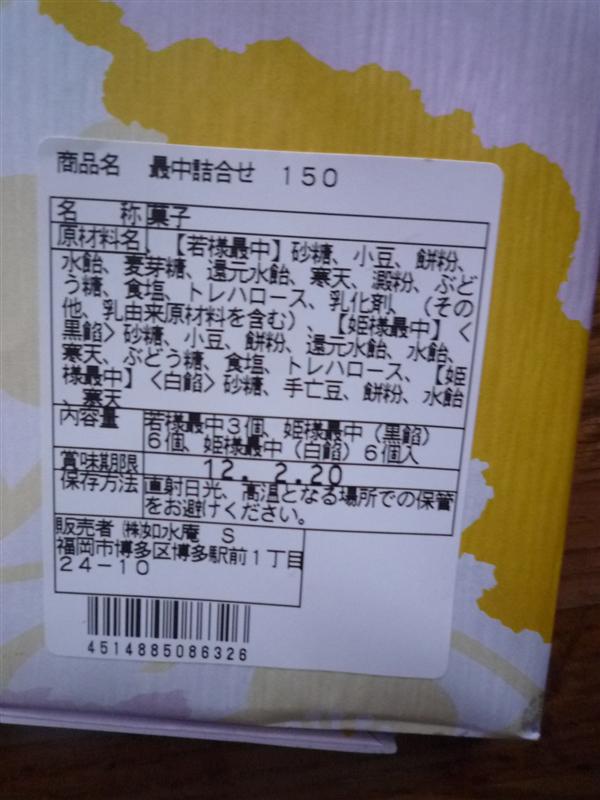 商品名 最中詰合せ 150
名 称 菓子
原材料名 、【若様最中】砂糖、小豆、餅粉、
水飴、麦芽糖、還元水飴、寒天、澱粉、ぶど
う糖、食塩、トレハロース、乳化剤、(その
他、乳由来原材料を含む)、【姫様最中】<
黒餡>砂糖、小豆、餅粉、還元水飴、水飴、
寒天、ぶどう糖、食塩、トレハロース、【姫
様最中】<白餡>砂糖、手亡豆、餅粉、水飴
、寒天
内容量 若様最中3個、姫様最中(黒餡)
6個、姫様最中(白餡)6個入
賞味期限 12. 2.20
保存方法 直射日光、高温となる場所での保管
をお避けください。
販売者 ㈱如水庵 S
福岡市博多区博多駅前1丁目
24-10
4514885086326